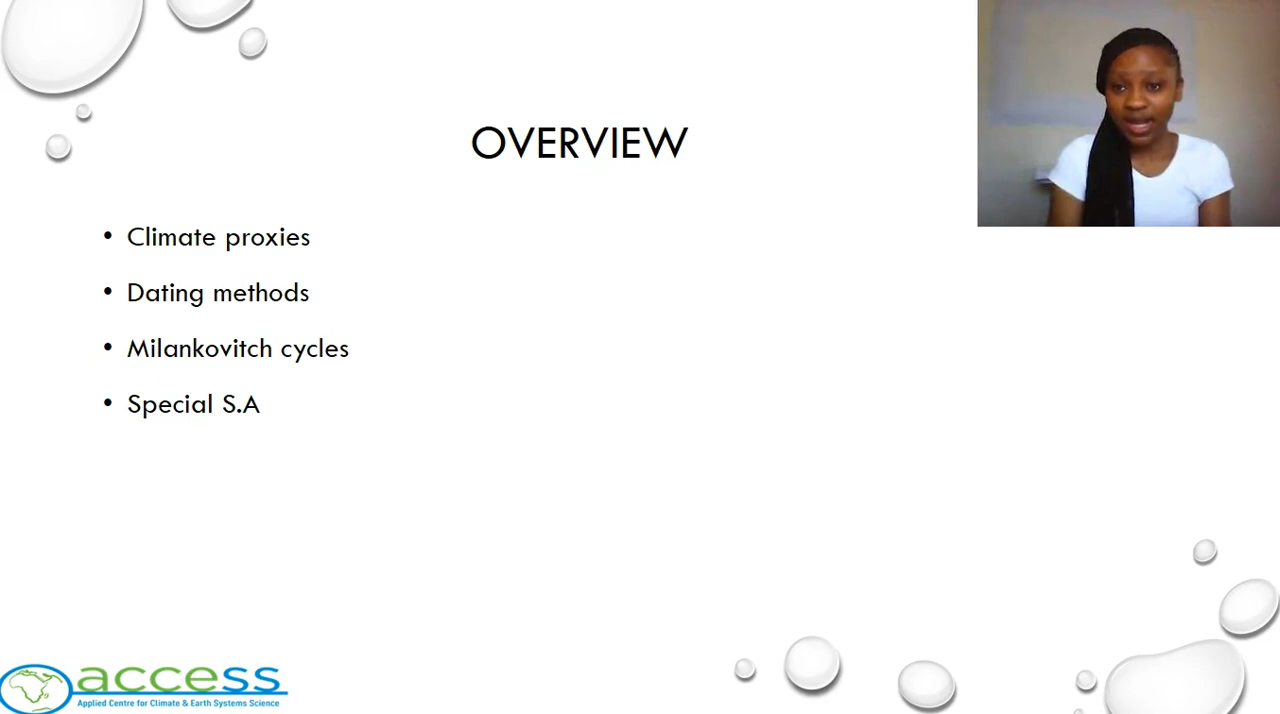 OVERVIEW
• Climate proxies
• Dating methods
• Milankovitch cycles
• Special S.A
access
Applied Centre for Climate & Earth Systems Science